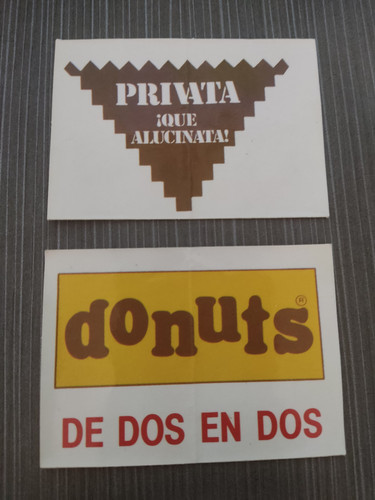 PRIVATA
¡QUE
ALUCINATA!
donuts®
DE DOS EN DOS